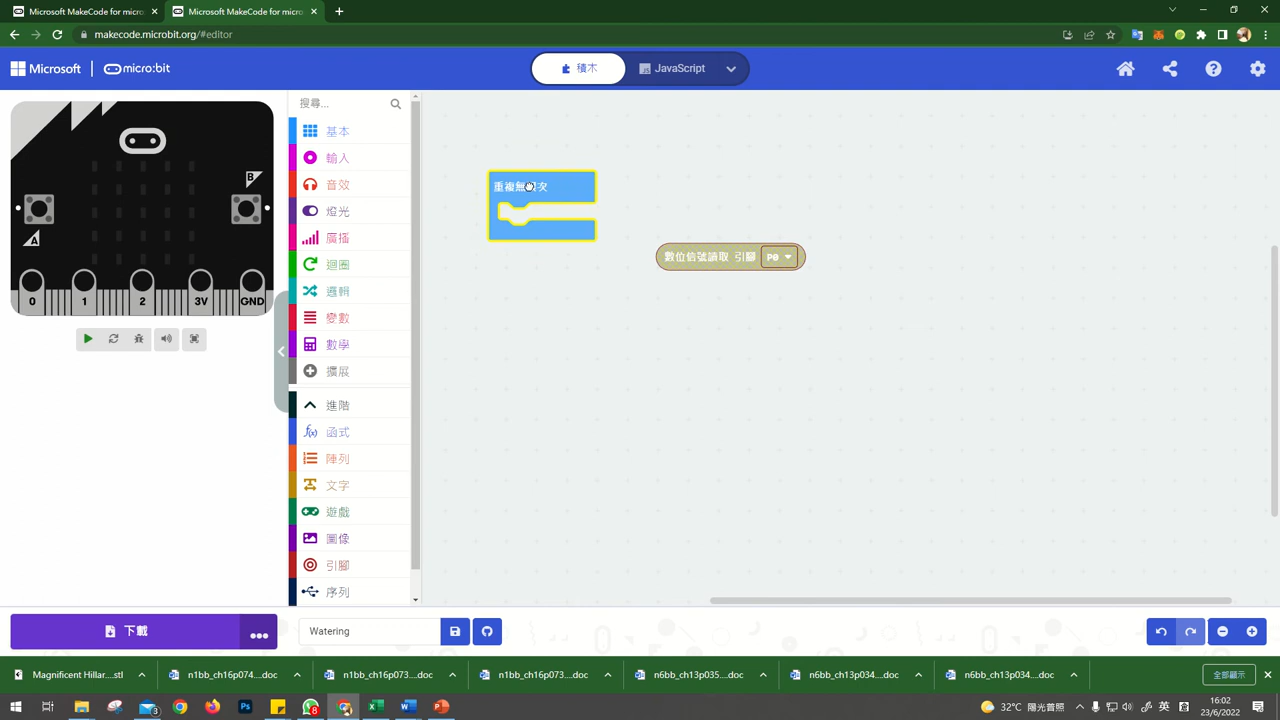 Microsoft MakeCode for micro
Microsoft MakeCode for micro
makecode.microbit.org/#editor
Microsoft
micro:bit
積木
JavaScript
搜尋...
基本
輸入
音效
燈光
廣播
迴圈
邏輯
變數
數學
擴展
進階
函式
陣列
文字
遊戲
圖像
引腳
序列
A
B
0 1 2 3V GND
數位信號讀取 引腳 P0
下載
Watering
Magnificent Hillar....stl
n1bb_ch16p074....doc
n1bb_ch16p073....doc
n1bb_ch16p073....doc
n6bb_ch13p035....doc
n6bb_ch13p034....doc
n6bb_ch13p034....doc
全部顯示
3
8
32°C 陽光普照
英
16:02
23/6/2022
2